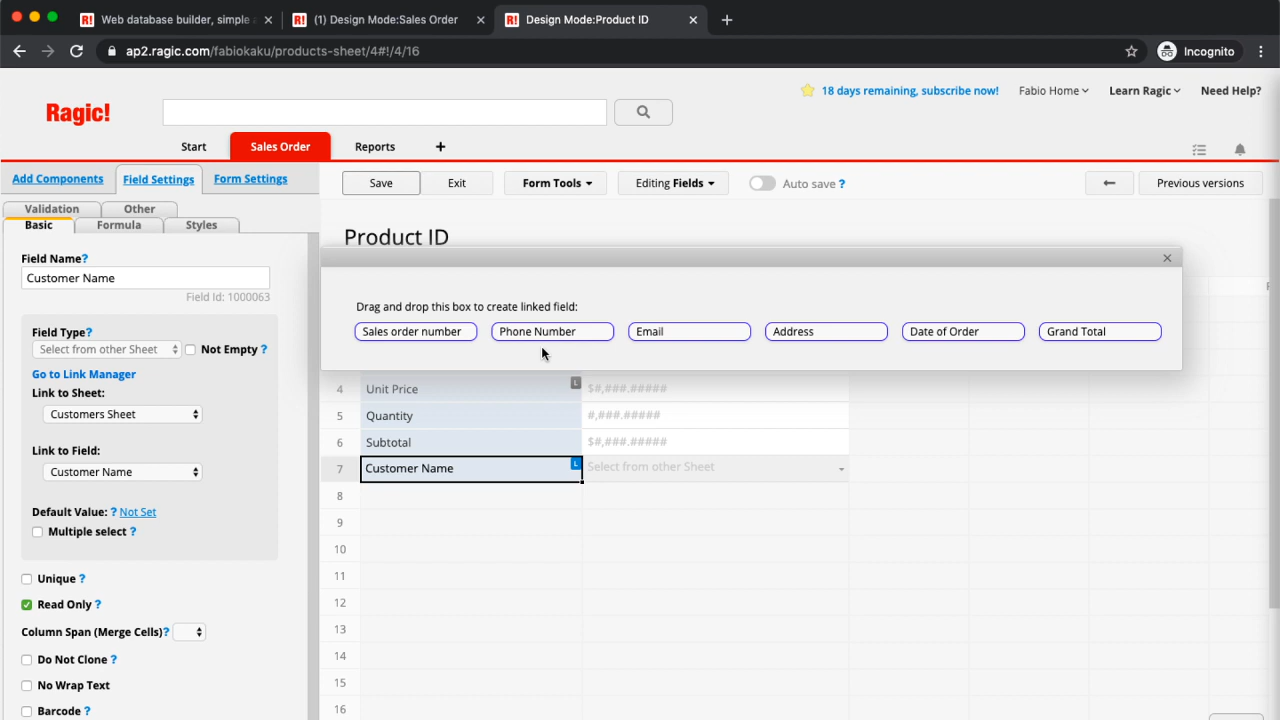 Web database builder, simple a
(1) Design Mode:Sales Order
Design Mode:Product ID
ap2.ragic.com/fabiokaku/products-sheet/4#!/4/16
Incognito
Ragic!
18 days remaining, subscribe now!
Fabio Home
Learn Ragic
Need Help?
Start
Sales Order
Reports
Add Components
Field Settings
Form Settings
Save
Exit
Form Tools
Editing Fields
Auto save ?
Previous versions
Validation
Other
Basic
Formula
Styles
Product ID
Field Name?
Customer Name
Field Id: 1000063
Drag and drop this box to create linked field:
Sales order number
Phone Number
Email
Address
Date of Order
Grand Total
Field Type?
Select from other Sheet
Not Empty ?
Go to Link Manager
Link to Sheet:
Customers Sheet
Link to Field:
Customer Name
Default Value: ? Not Set
Multiple select ?
Unique ?
Read Only ?
Column Span (Merge Cells)?
Do Not Clone ?
No Wrap Text
Barcode ?
4 Unit Price L $#,###.#####
5 Quantity #,###.#####
6 Subtotal $#,###.#####
7 Customer Name L Select from other Sheet
8
9
10
11
12
13
14
15
16